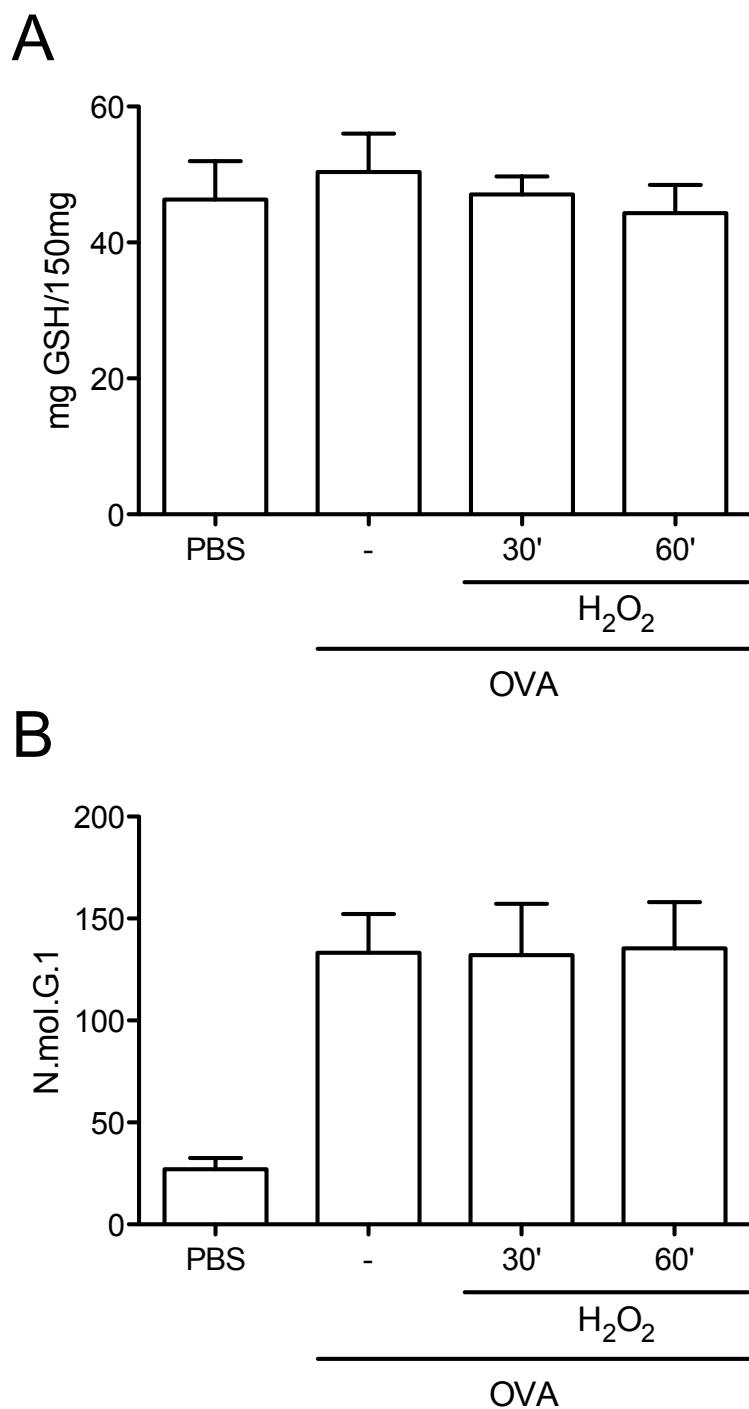 A
60
40
20
0
mg GSH/150mg
PBS - 30' 60'
H₂O₂
OVA
B
200
150
100
50
0
N.mol.G.1
PBS - 30' 60'
H₂O₂
OVA